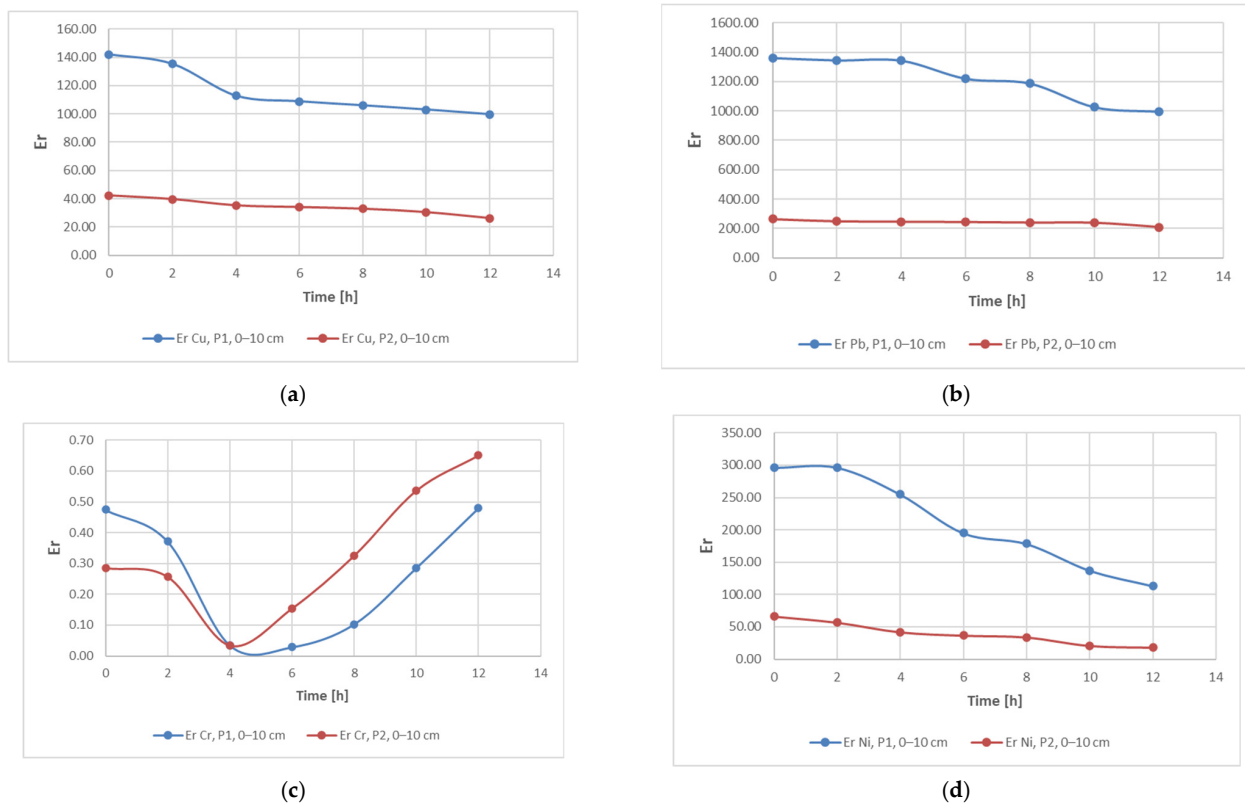 160.00
140.00
120.00
100.00
80.00
60.00
40.00
20.00
0.00
Er
0 2 4 6 8 10 12 14
Time [h]
Er Cu, P1, 0–10 cm Er Cu, P2, 0–10 cm
(a)
1600.00
1400.00
1200.00
1000.00
800.00
600.00
400.00
200.00
0.00
Er
0 2 4 6 8 10 12 14
Time [h]
Er Pb, P1, 0–10 cm Er Pb, P2, 0–10 cm
(b)
0.70
0.60
0.50
0.40
0.30
0.20
0.10
0.00
Er
0 2 4 6 8 10 12 14
Time [h]
Er Cr, P1, 0–10 cm Er Cr, P2, 0–10 cm
(c)
350.00
300.00
250.00
200.00
150.00
100.00
50.00
0.00
Er
0 2 4 6 8 10 12 14
Time [h]
Er Ni, P1, 0–10 cm Er Ni, P2, 0–10 cm
(d)